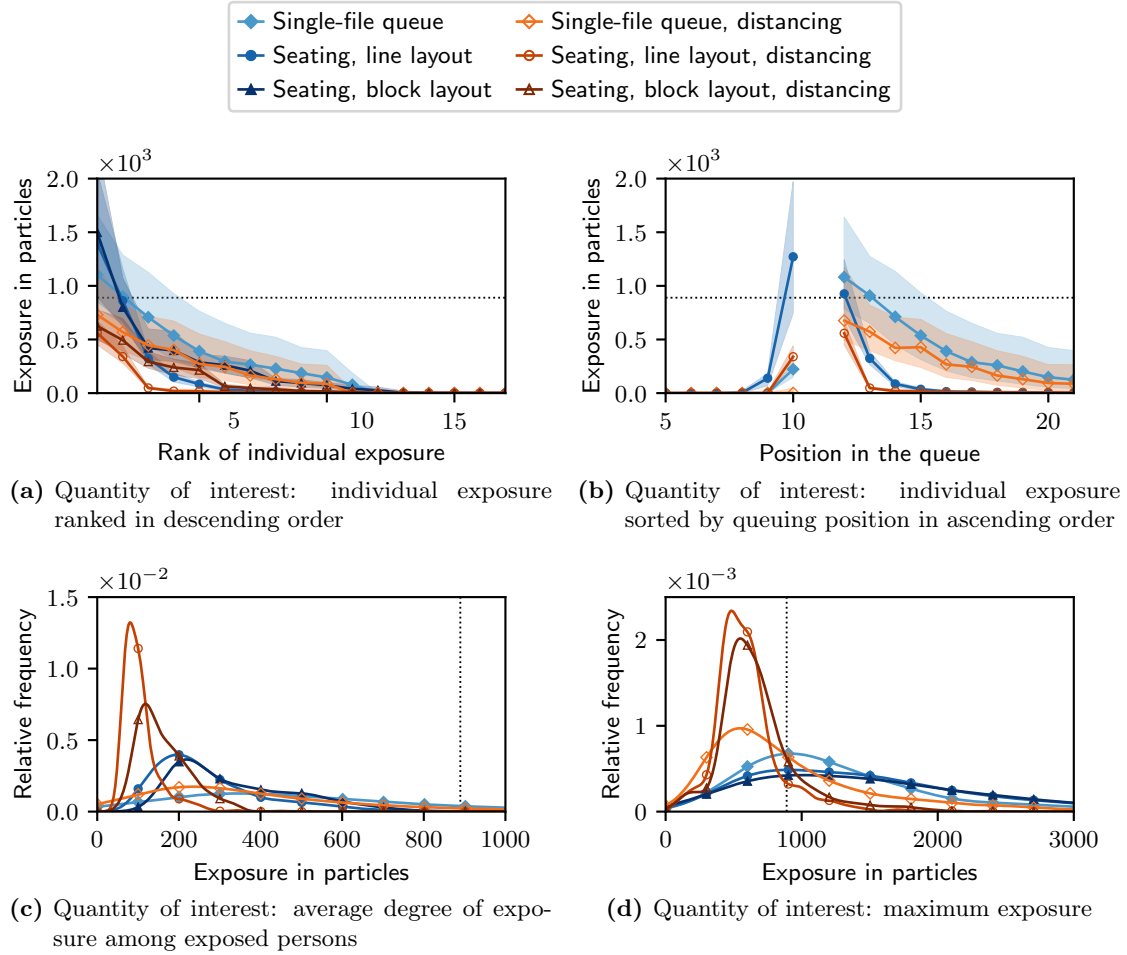 Single-file queue
Single-file queue, distancing
Seating, line layout
Seating, line layout, distancing
Seating, block layout
Seating, block layout, distancing
×10³
2.0
1.5
1.0
0.5
0.0
Exposure in particles
5
10
15
Rank of individual exposure
(a) Quantity of interest: individual exposure
ranked in descending order
×10³
2.0
1.5
1.0
0.5
0.0
Exposure in particles
5
10
15
20
Position in the queue
(b) Quantity of interest: individual exposure
sorted by queuing position in ascending order
×10⁻²
1.5
1.0
0.5
0.0
Relative frequency
0
200
400
600
800
1000
Exposure in particles
(c) Quantity of interest: average degree of expo-
sure among exposed persons
×10⁻³
2
1
0
Relative frequency
0
1000
2000
3000
Exposure in particles
(d) Quantity of interest: maximum exposure